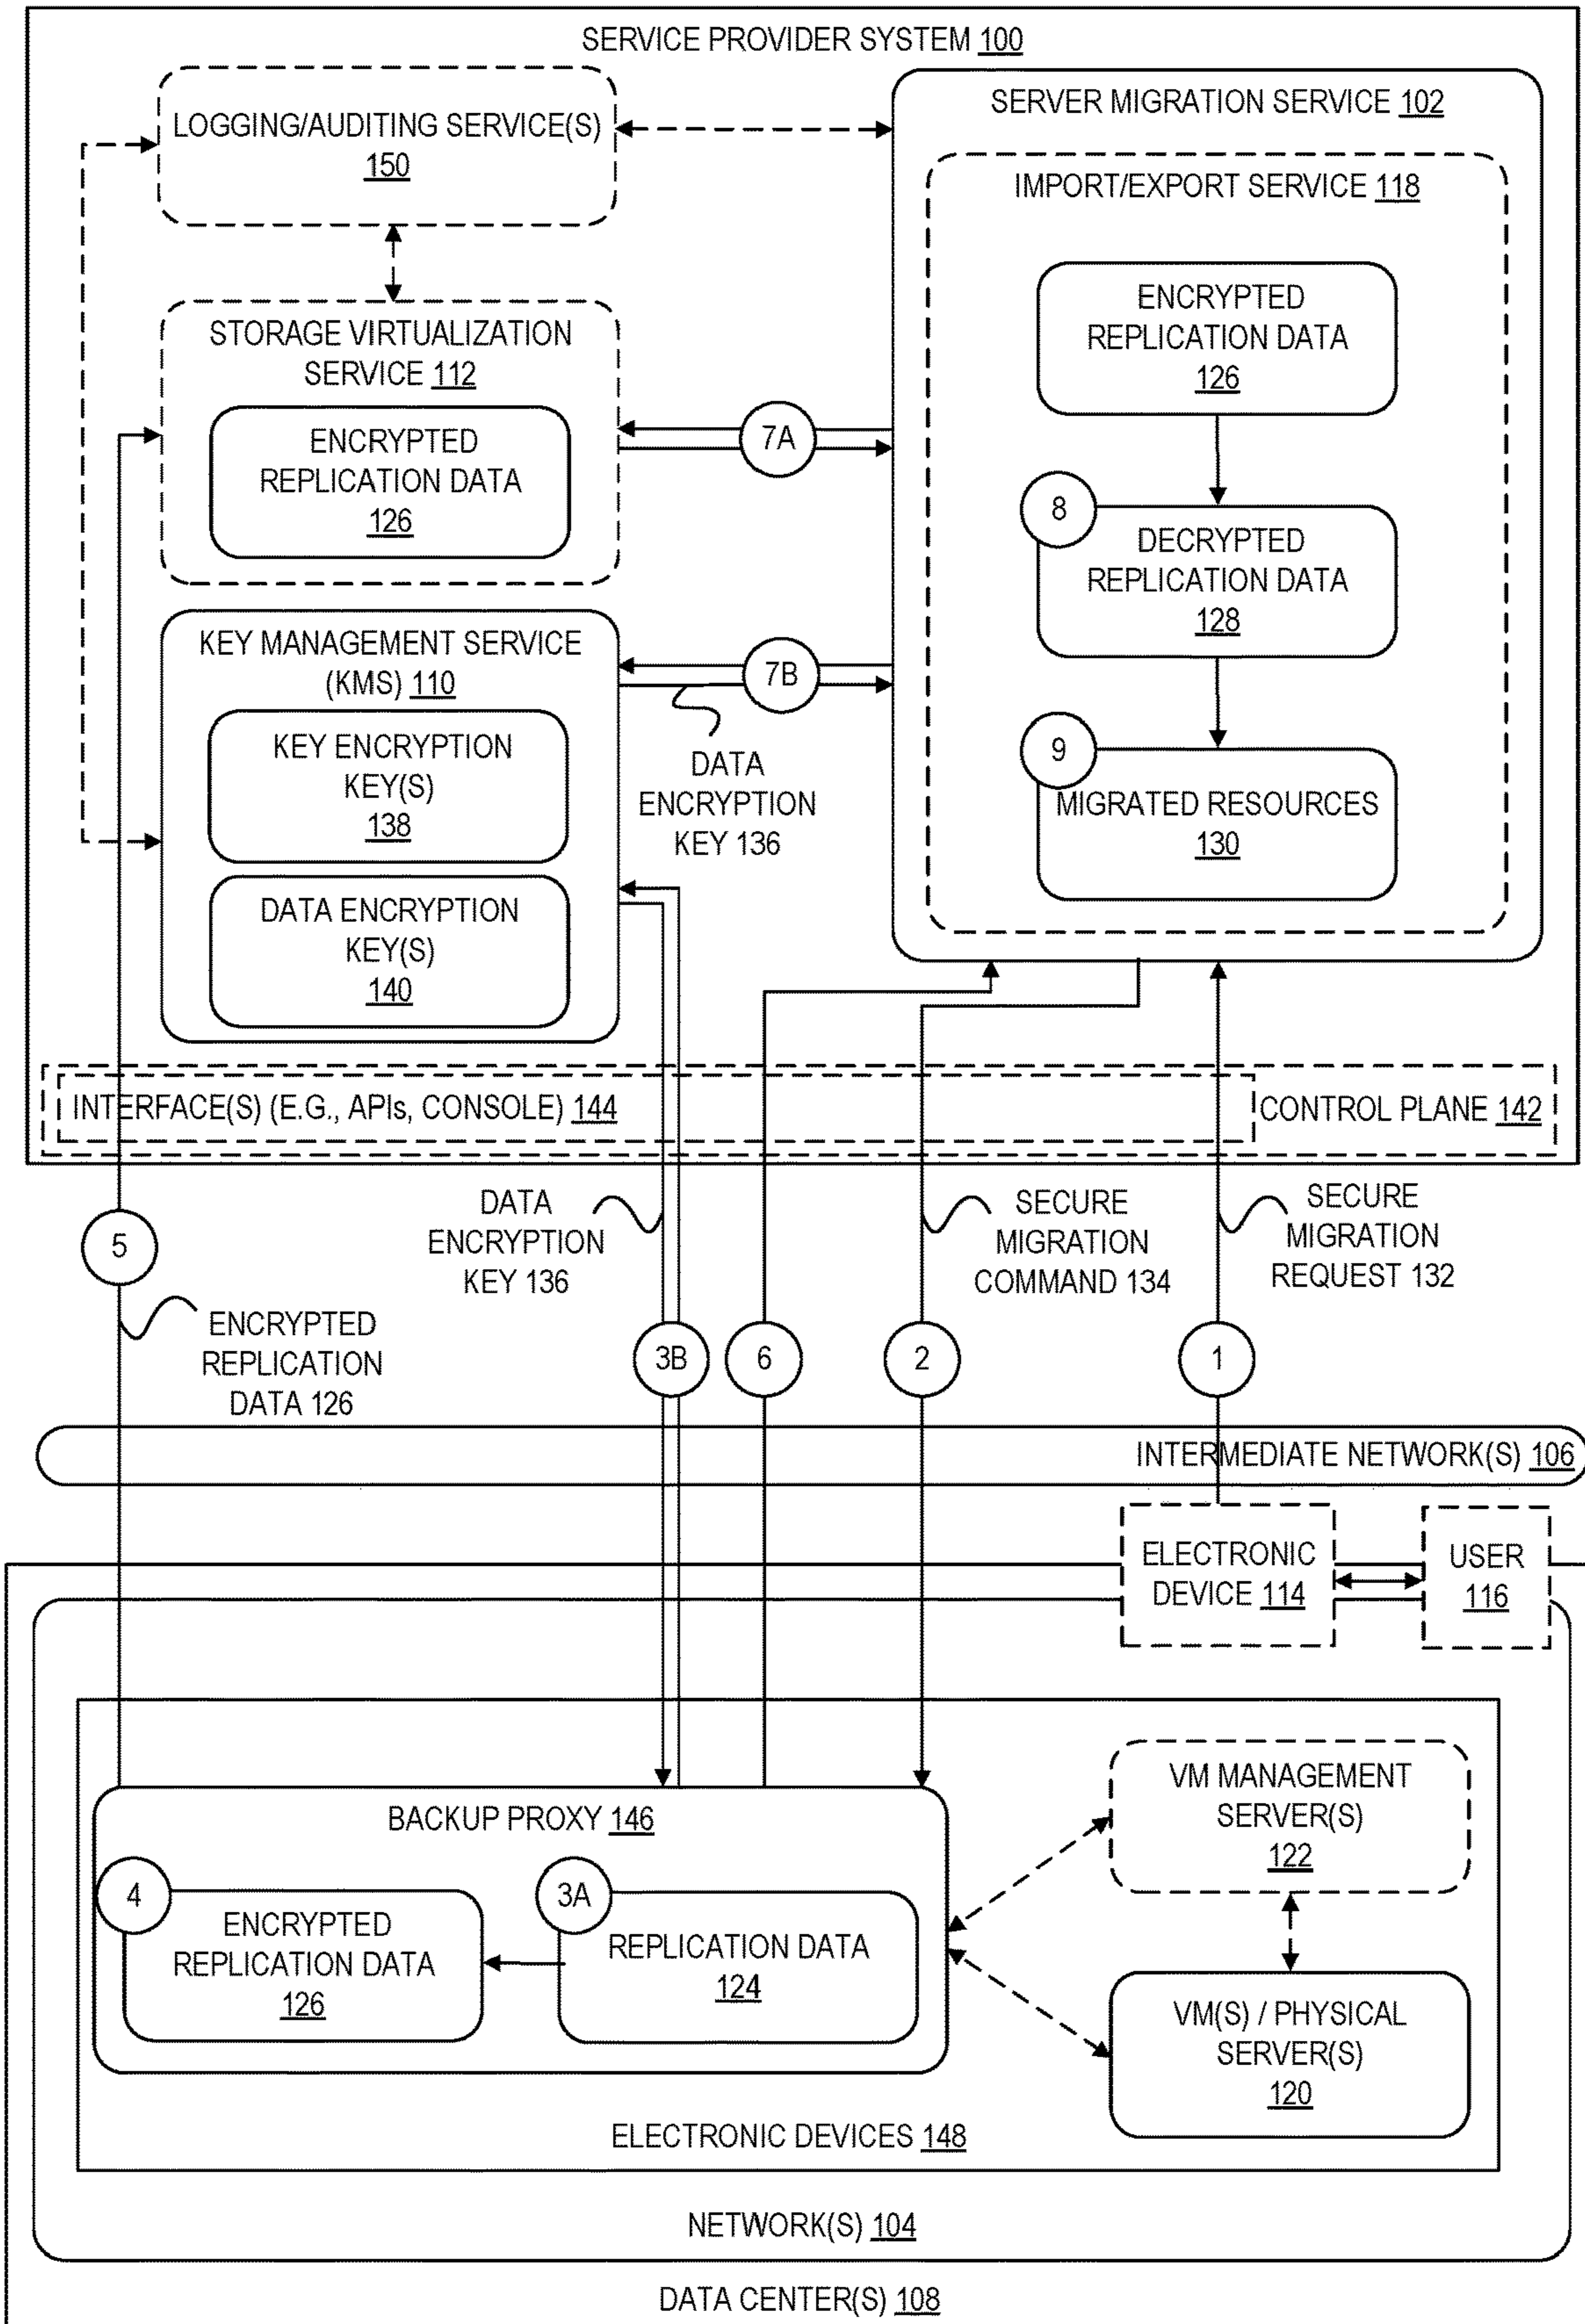 SERVICE PROVIDER SYSTEM 100
LOGGING/AUDITING SERVICE(S)
150
SERVER MIGRATION SERVICE 102
IMPORT/EXPORT SERVICE 118
ENCRYPTED
REPLICATION DATA
126
8
DECRYPTED
REPLICATION DATA
128
9
MIGRATED RESOURCES
130
STORAGE VIRTUALIZATION
SERVICE 112
ENCRYPTED
REPLICATION DATA
126
7A
KEY MANAGEMENT SERVICE
(KMS) 110
KEY ENCRYPTION
KEY(S)
138
DATA ENCRYPTION
KEY(S)
140
7B
DATA
ENCRYPTION
KEY 136
INTERFACE(S) (E.G., APIs, CONSOLE) 144
CONTROL PLANE 142
5
ENCRYPTED
REPLICATION
DATA 126
DATA
ENCRYPTION
KEY 136
3B
6
SECURE
MIGRATION
COMMAND 134
2
SECURE
MIGRATION
REQUEST 132
1
INTERMEDIATE NETWORK(S) 106
ELECTRONIC
DEVICE 114
USER
116
BACKUP PROXY 146
4
ENCRYPTED
REPLICATION DATA
126
3A
REPLICATION DATA
124
VM MANAGEMENT
SERVER(S)
122
VM(S) / PHYSICAL
SERVER(S)
120
ELECTRONIC DEVICES 148
NETWORK(S) 104
DATA CENTER(S) 108